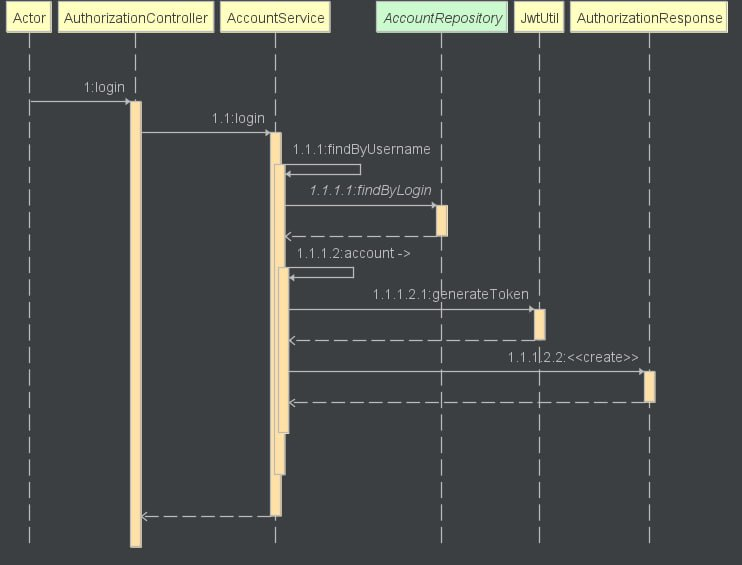 Actor AuthorizationController AccountService AccountRepository JwtUtil AuthorizationResponse
1:login
1.1:login
1.1.1:findByUsername
1.1.1.1:findByLogin
1.1.1.2:account ->
1.1.1.2.1:generateToken
1.1.1.2.2:<<create>>